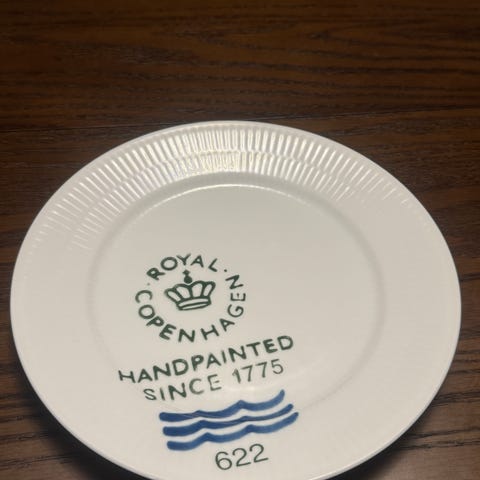 ROYAL
COPENHAGEN
HANDPAINTED
SINCE 1775
622